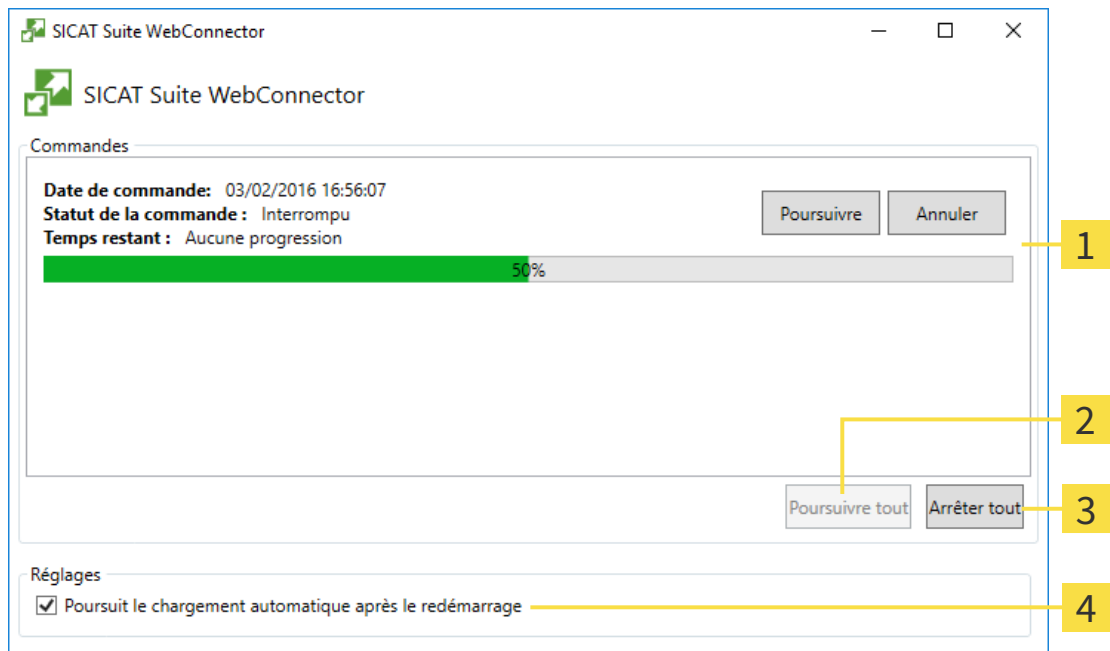 SICAT Suite WebConnector
SICAT Suite WebConnector
Commandes
Date de commande: 03/02/2016 16:56:07
Statut de la commande : Interrompu
Temps restant : Aucune progression
Poursuivre
Annuler
1
50%
2
Poursuivre tout
Arrêter tout
3
Réglages
Poursuit le chargement automatique après le redémarrage
4